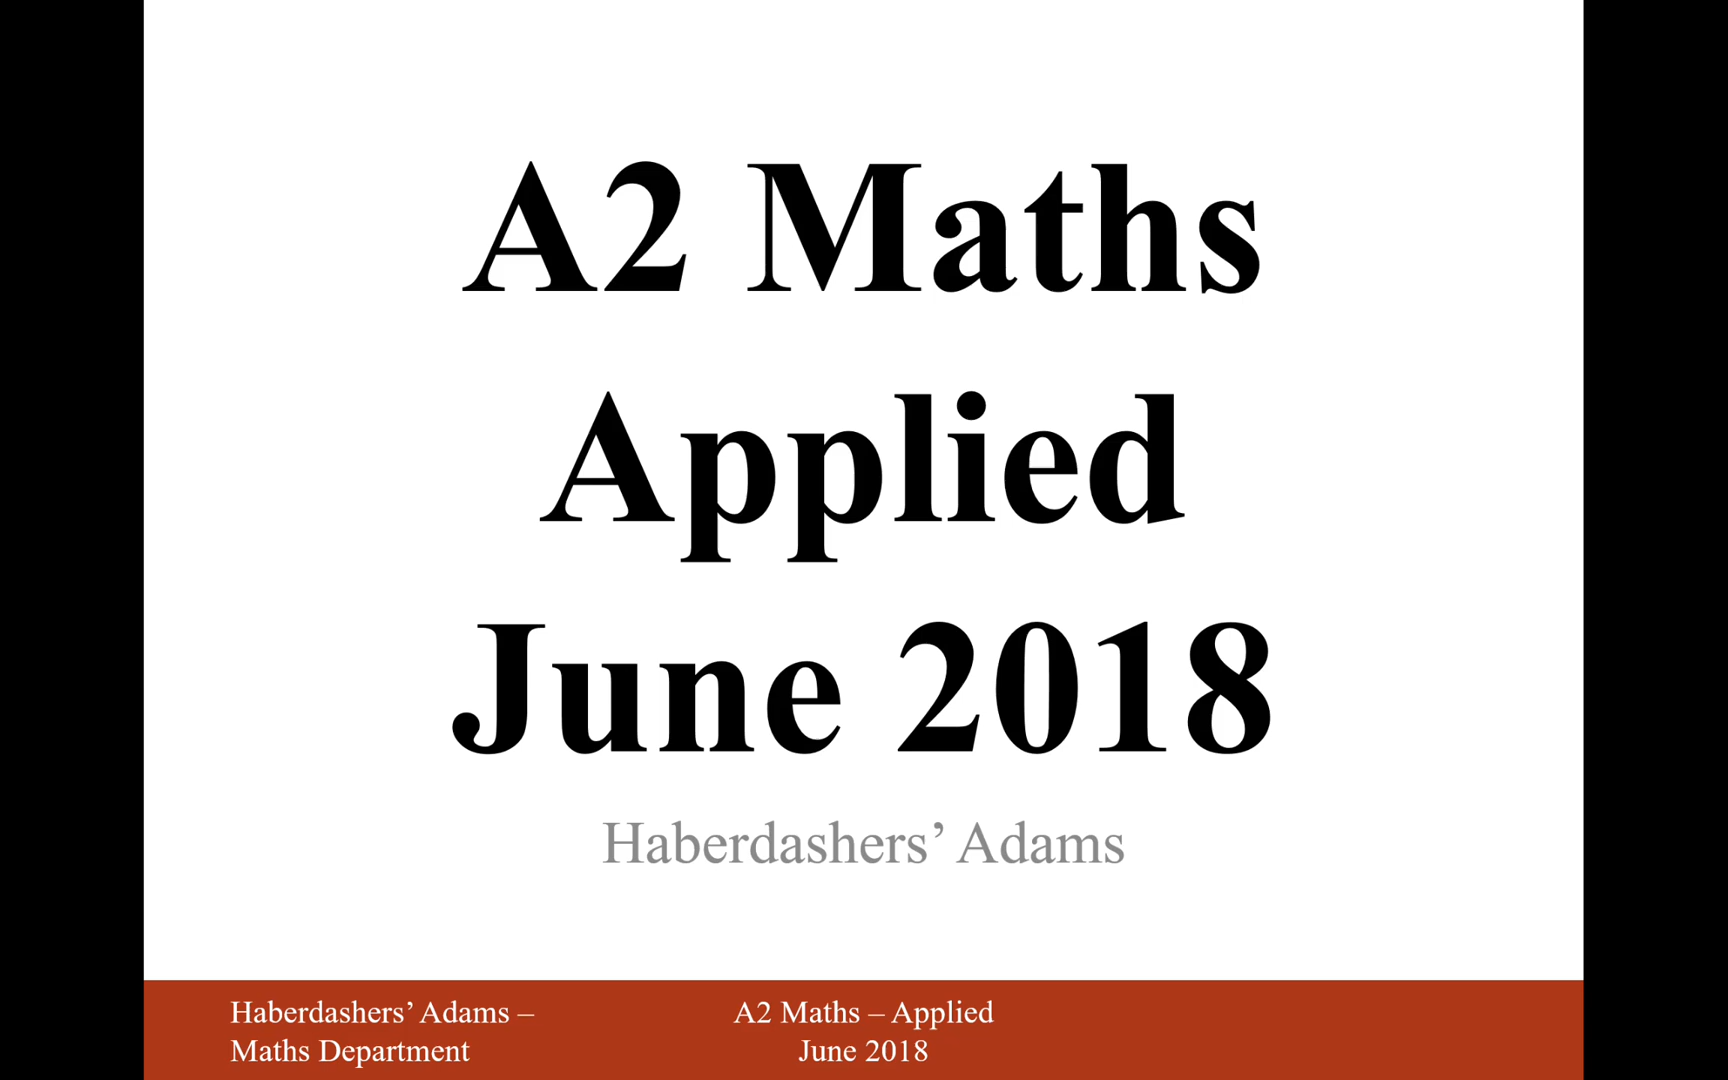 A2 Maths
Applied
June 2018
Haberdashers’ Adams
Haberdashers’ Adams –
Maths Department
A2 Maths – Applied
June 2018